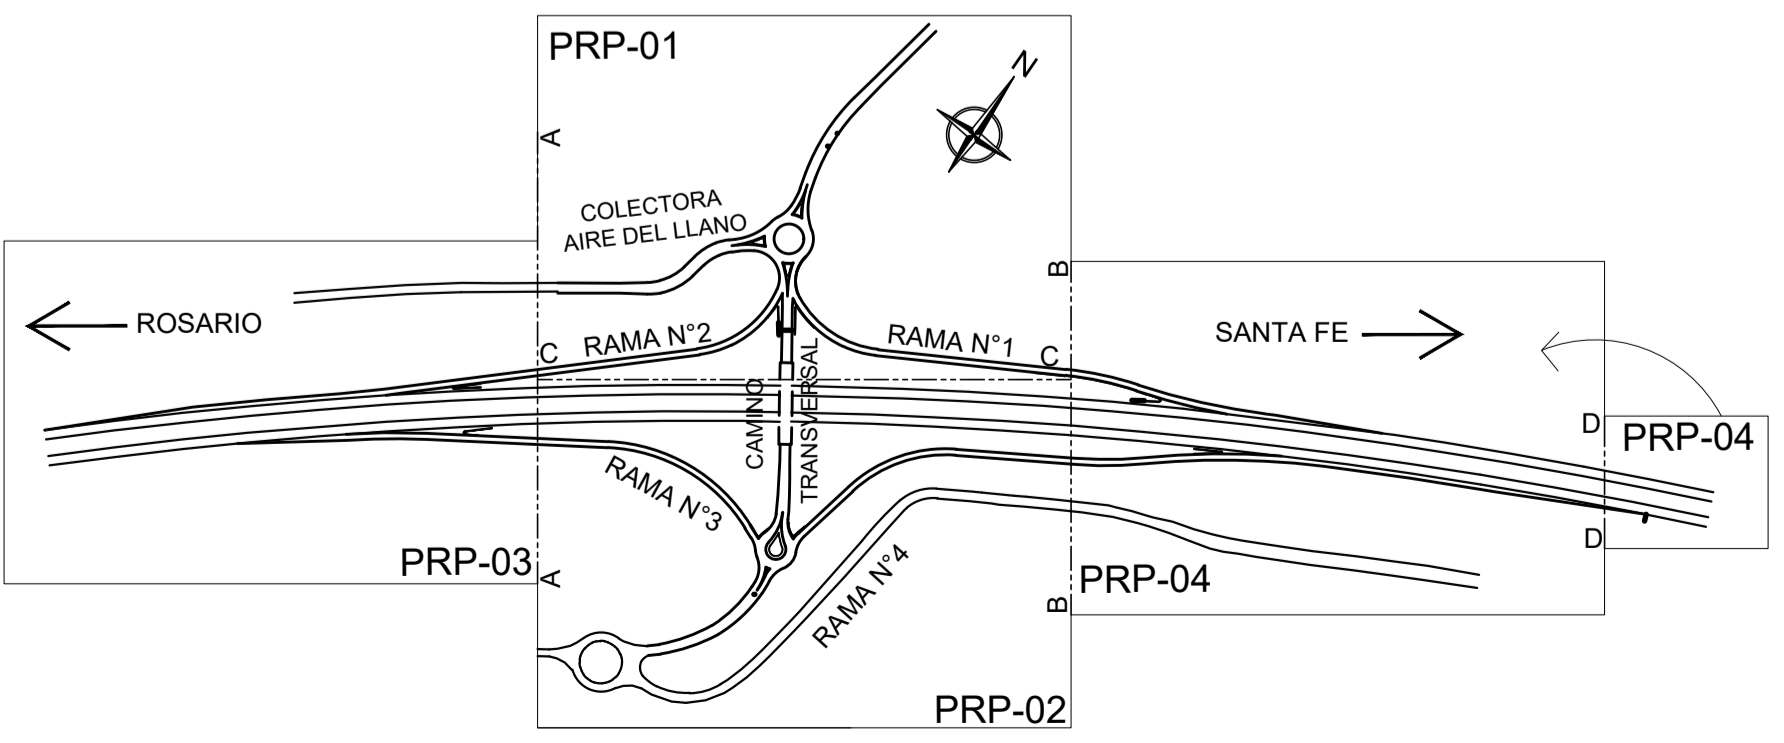 PRP-01
N
A
COLECTORA
AIRE DEL LLANO
B
ROSARIO
SANTA FE
RAMA N°2
RAMA N°1
C
C
CAMINO
TRANSVERSAL
D
PRP-04
RAMA N°3
D
PRP-03
A
RAMA N°4
PRP-04
B
PRP-02